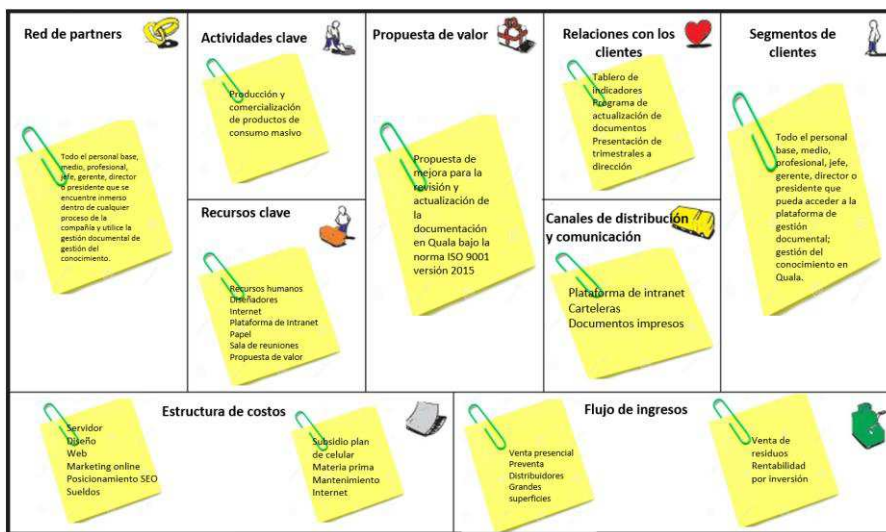 Red de partners
Todo el personal base,
medio, profesional,
jefe, gerente, director
o presidente que se
encuentre inmerso
dentro de cualquier
proceso de la
compañía y utilice la
gestión documental de
gestión del
conocimiento.
Actividades clave
Producción y
comercialización
de productos de
consumo masivo
Recursos clave
Recursos humanos
Diseñadores
Internet
Plataforma de Intranet
Papel
Sala de reuniones
Propuesta de valor
Propuesta de valor
Propuesta de
mejora para la
revisión y
actualización de
la
documentación
en Quala bajo la
norma ISO 9001
versión 2015
Relaciones con los
clientes
Tablero de
indicadores
Programa de
actualización de
documentos
Presentación de
trimestrales a
dirección
Canales de distribución
y comunicación
Plataforma de intranet
Carteleras
Documentos impresos
Segmentos de
clientes
Todo el personal
base, medio,
profesional, jefe,
gerente, director o
presidente que
pueda acceder a la
plataforma de
gestión
documental;
gestión del
conocimiento en
Quala.
Estructura de costos
Servidor
Diseño
Web
Marketing online
Posicionamiento SEO
Sueldos
Subsidio plan
de celular
Materia prima
Mantenimiento
Internet
Flujo de ingresos
Venta presencial
Preventa
Distribuidores
Grandes
superficies
Venta de
residuos
Rentabilidad
por inversión